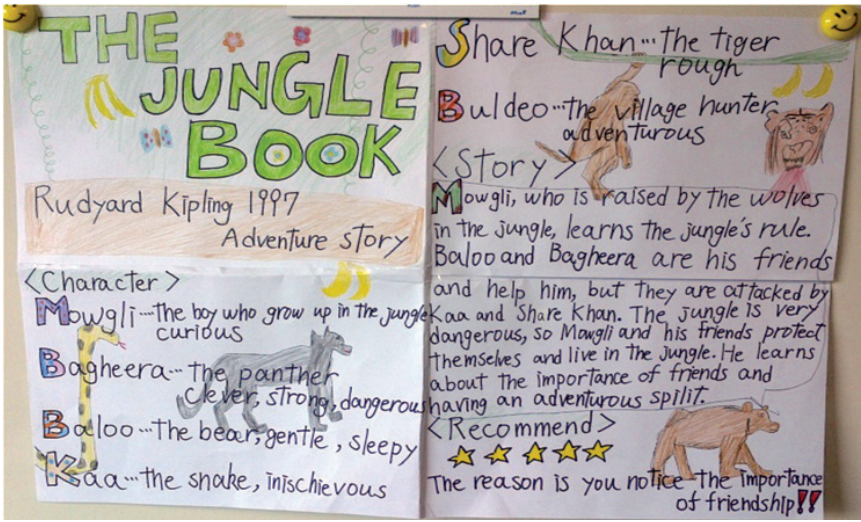 THE
JUNGLE
BOOK
Rudyard Kipling 1997
Adventure story
<Character>
Mowgli...The boy who grow up in the jungle
curious
Bagheera...the panther
clever, strong, dangerous
Baloo...the bear, gentle, sleepy
Kaa...the snake, inischievous
Share Khan...the tiger
rough
Buldeo...the village hunter
adventurous
<Story>
Mowgli, who is raised by the wolves
in the jungle, learns the jungle's rule.
Baloo and Bagheera are his friends
and help him, but they are attacked by
Kaa and Share Khan. The jungle is very
dangerous, so Mowgli and his friends protect
themselves and live in the jungle. He learns
about the importance of friends and
having an adventurous spilit.
<Recommend>
The reason is you notice the importance
of friendship!!